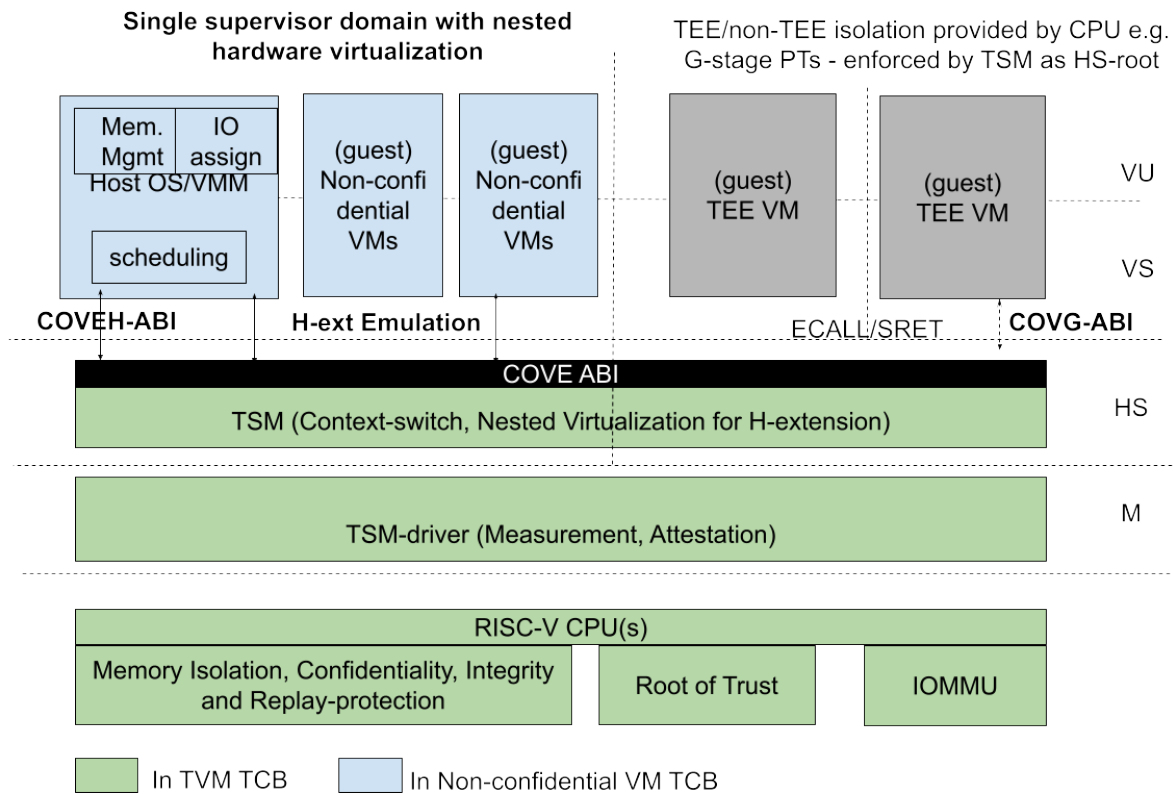 Single supervisor domain with nested
hardware virtualization
TEE/non-TEE isolation provided by CPU e.g.
G-stage PTs - enforced by TSM as HS-root
Mem.
Mgmt
IO
assign
Host OS/VMM
scheduling
(guest)
Non-confi
dential
VMs
(guest)
Non-confi
dential
VMs
(guest)
TEE VM
(guest)
TEE VM
VU
VS
COVEH-ABI
H-ext Emulation
ECALL/SRET
COVG-ABI
COVE ABI
TSM (Context-switch, Nested Virtualization for H-extension)
HS
TSM-driver (Measurement, Attestation)
M
RISC-V CPU(s)
Memory Isolation, Confidentiality, Integrity
and Replay-protection
Root of Trust
IOMMU
In TVM TCB
In Non-confidential VM TCB